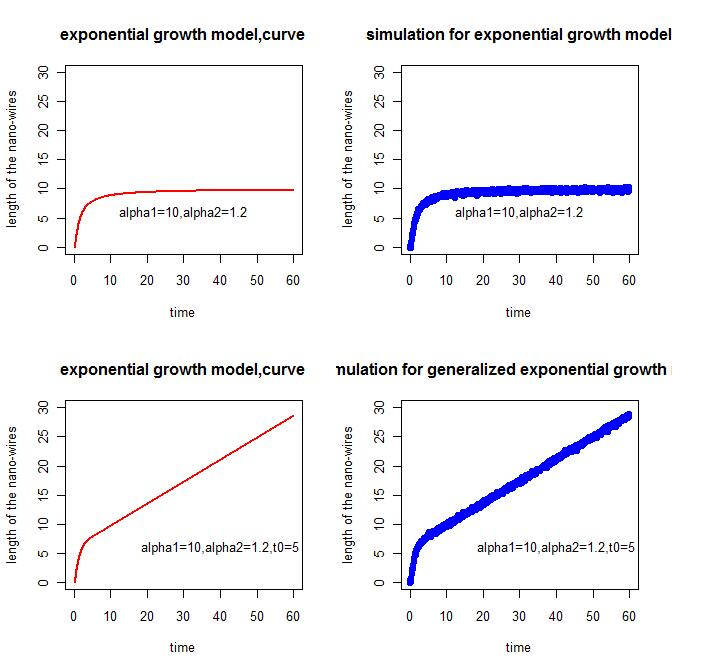 exponential growth model,curve
length of the nano-wires
0 5 10 15 20 25 30
alpha1=10,alpha2=1.2
0 10 20 30 40 50 60
time
simulation for exponential growth model
length of the nano-wires
0 5 10 15 20 25 30
alpha1=10,alpha2=1.2
0 10 20 30 40 50 60
time
exponential growth model,curve
length of the nano-wires
0 5 10 15 20 25 30
alpha1=10,alpha2=1.2,t0=5
0 10 20 30 40 50 60
time
mulation for generalized exponential growth
length of the nano-wires
0 5 10 15 20 25 30
alpha1=10,alpha2=1.2,t0=5
0 10 20 30 40 50 60
time